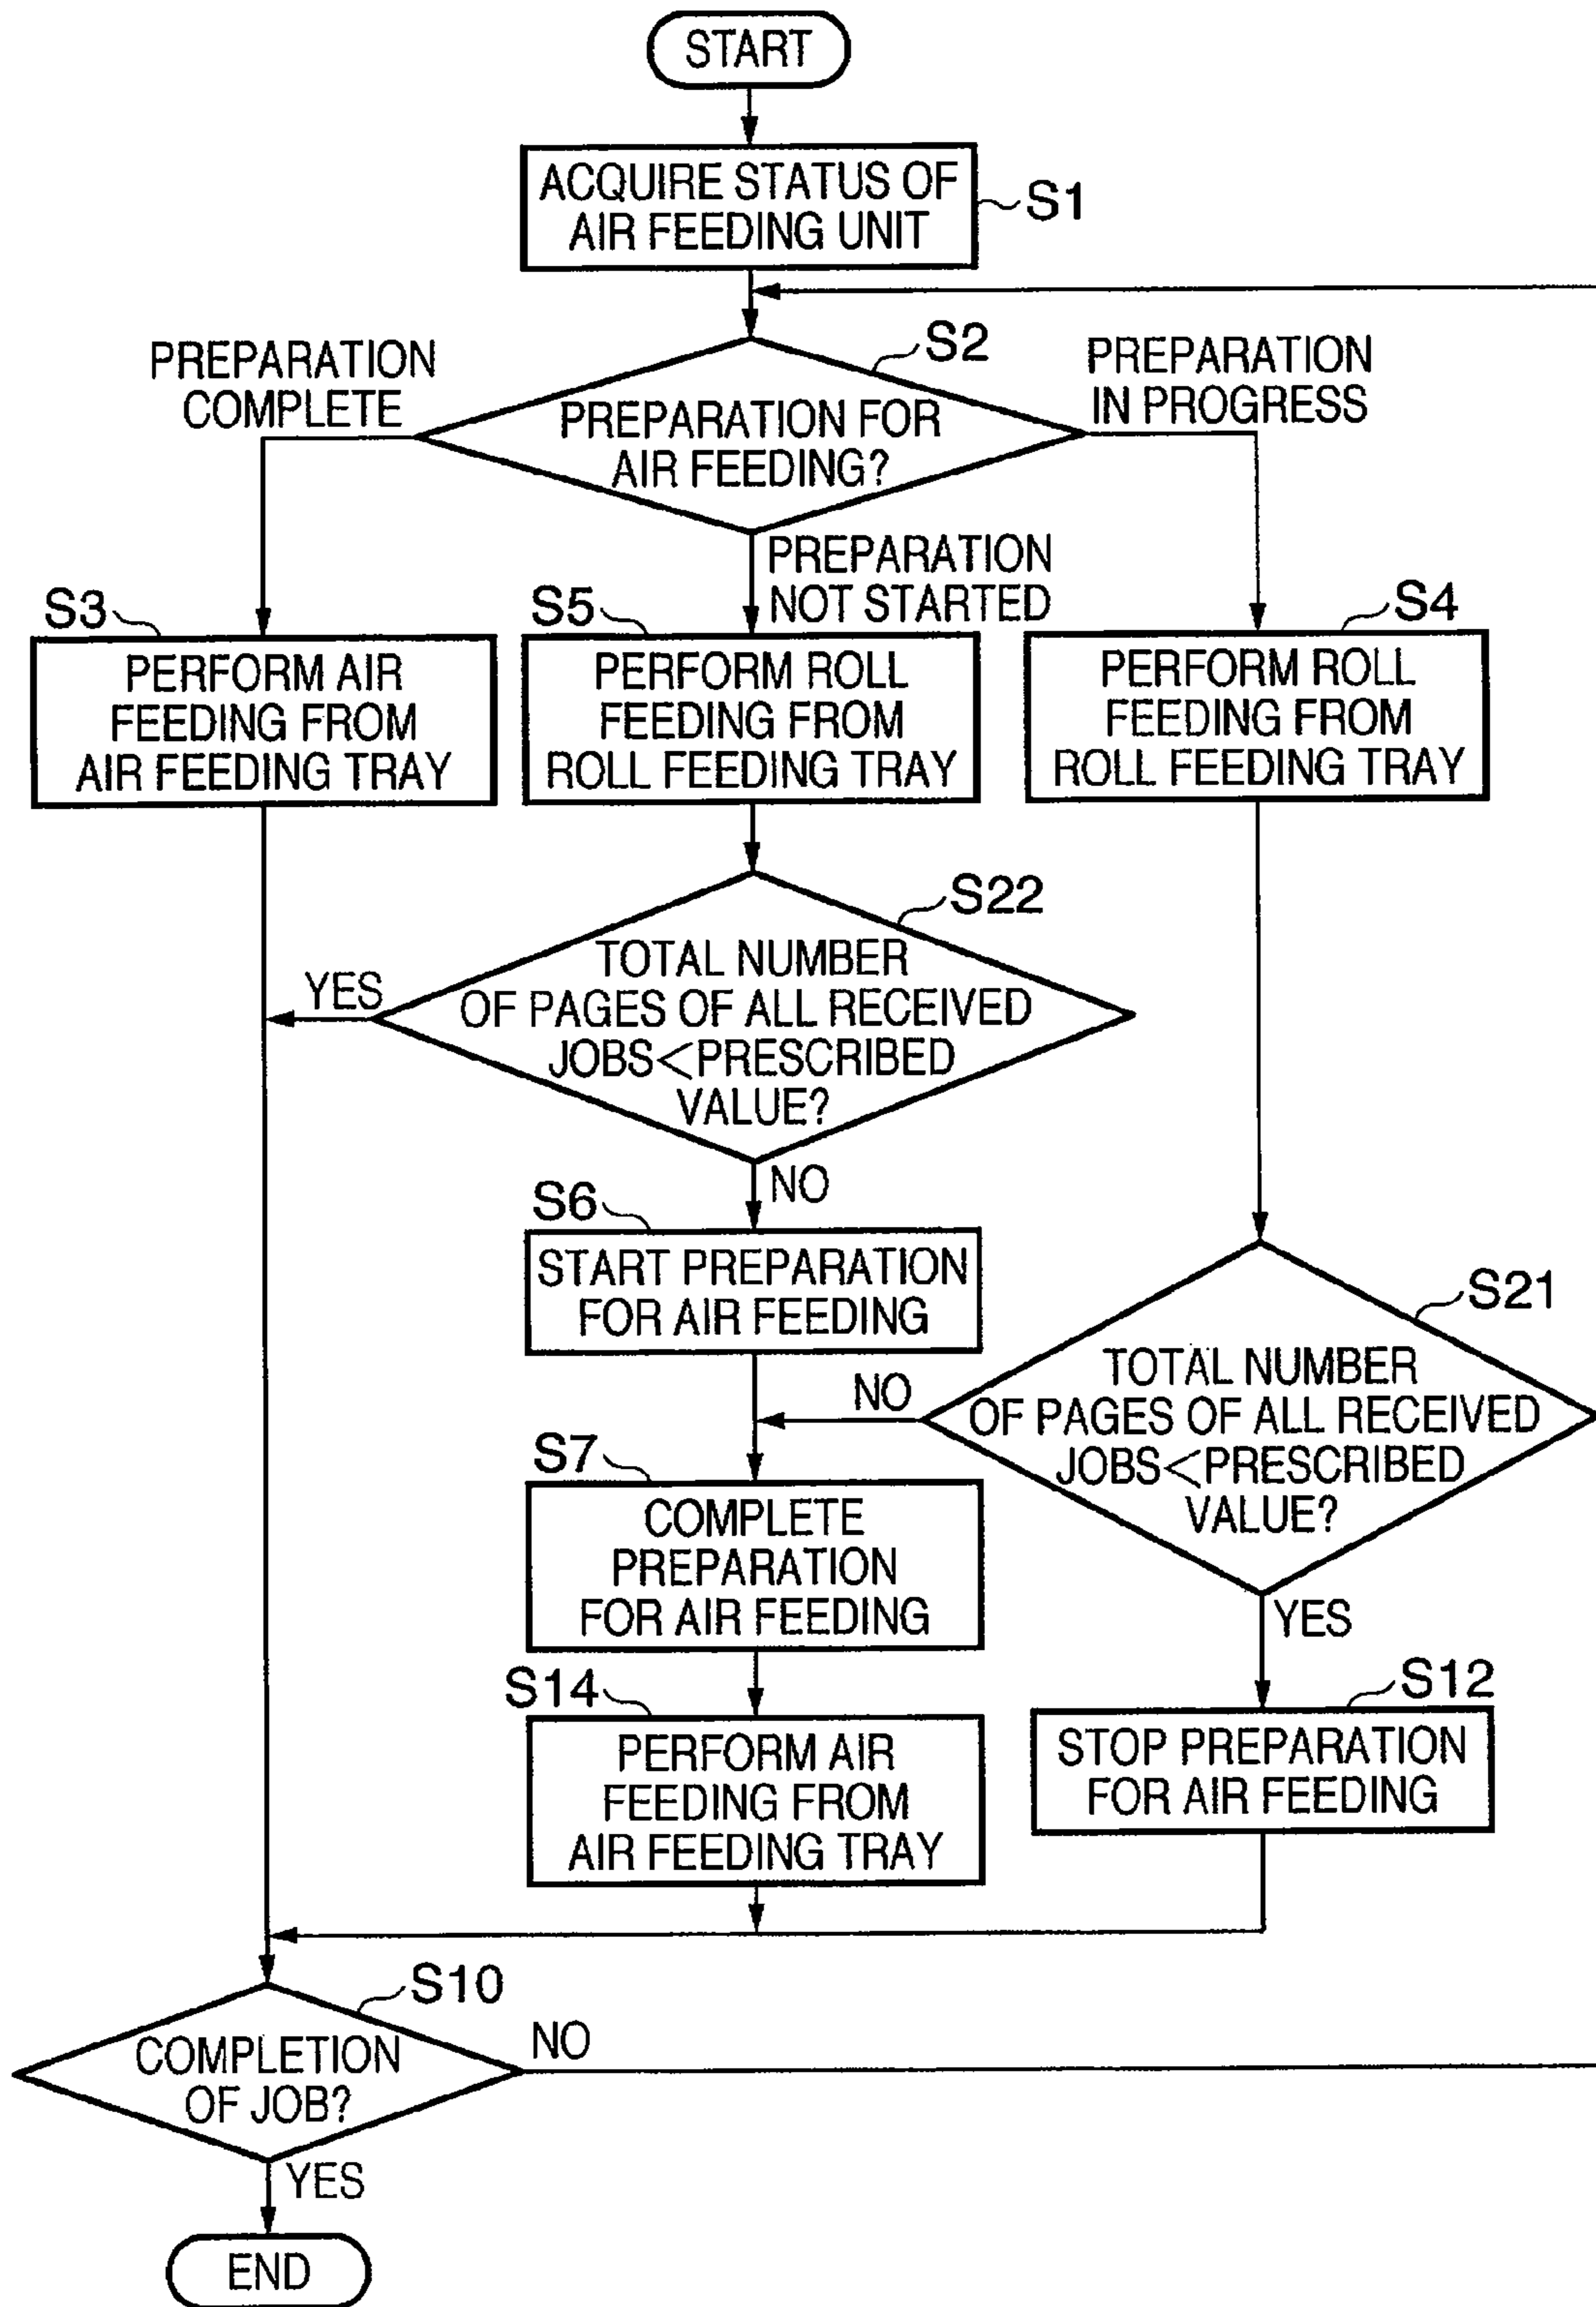 START
ACQUIRE STATUS OF
AIR FEEDING UNIT
S1
S2
PREPARATION
COMPLETE
PREPARATION FOR
AIR FEEDING?
PREPARATION
IN PROGRESS
PREPARATION
NOT STARTED
S3
PERFORM AIR
FEEDING FROM
AIR FEEDING TRAY
S5
PERFORM ROLL
FEEDING FROM
ROLL FEEDING TRAY
S4
PERFORM ROLL
FEEDING FROM
ROLL FEEDING TRAY
S22
TOTAL NUMBER
OF PAGES OF ALL RECEIVED
JOBS<PRESCRIBED
VALUE?
YES
NO
S6
START PREPARATION
FOR AIR FEEDING
S21
TOTAL NUMBER
OF PAGES OF ALL RECEIVED
JOBS<PRESCRIBED
VALUE?
NO
YES
S7
COMPLETE
PREPARATION
FOR AIR FEEDING
S14
PERFORM AIR
FEEDING FROM
AIR FEEDING TRAY
S12
STOP PREPARATION
FOR AIR FEEDING
S10
COMPLETION
OF JOB?
NO
YES
END